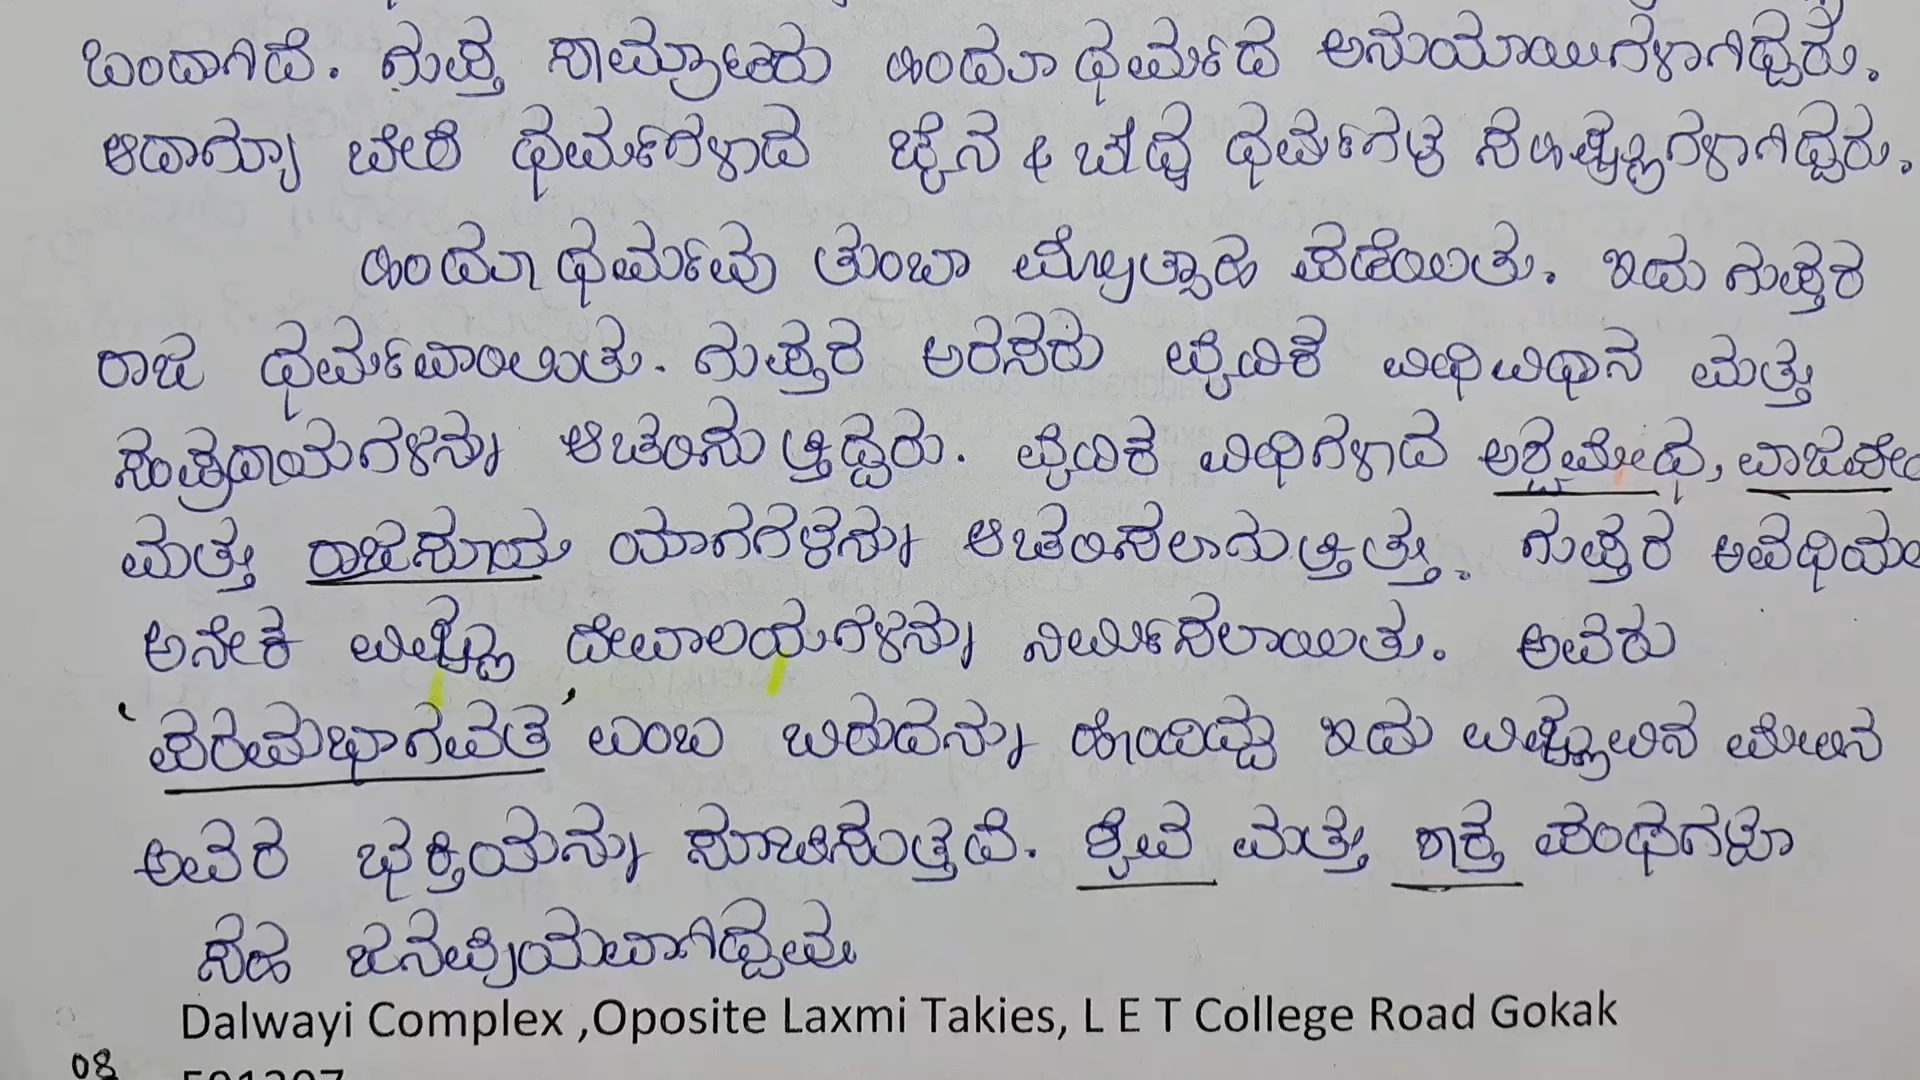 ಒಂದಾಗಿದೆ. ಗುಪ್ತ ಸಾಮ್ರಾಟರು ಹಿಂದೂ ಧರ್ಮದ ಅನುಯಾಯಿಗಳಾಗಿದ್ದರು.
ಆದಾಗ್ಯೂ ಬೇರೆ ಧರ್ಮಗಳಾದ ಜೈನ & ಬೌದ್ಧ ಧರ್ಮಗಳ ಸಹಿಷ್ಣುಗಳಾಗಿದ್ದರು.
ಹಿಂದೂ ಧರ್ಮವು ತುಂಬಾ ಪ್ರೋತ್ಸಾಹ ಪಡೆಯಿತು. ಇದು ಗುಪ್ತರ
ರಾಜ ಧರ್ಮವಾಯಿತು. ಗುಪ್ತರ ಅರಸರು ವೈದಿಕ ವಿಧಿವಿಧಾನ ಮತ್ತು
ಸಂಪ್ರದಾಯಗಳನ್ನು ಆಚರಿಸುತ್ತಿದ್ದರು. ವೈದಿಕ ವಿಧಿಗಳಾದ ಅಶ್ವಮೇಧ, ವಾಜಪೇಯ
ಮತ್ತು ರಾಜಸೂಯ ಯಾಗಗಳನ್ನು ಆಚರಿಸಲಾಗುತ್ತಿತ್ತು. ಗುಪ್ತರ ಅವಧಿಯಲ
ಅನೇಕ ವಿಷ್ಣು ದೇವಾಲಯಗಳನ್ನು ನಿರ್ಮಿಸಲಾಯಿತು. ಅವರು
'ಪರಮಭಾಗವತ' ಎಂಬ ಬಿರುದನ್ನು ಹೊಂದಿದ್ದು ಇದು ವಿಷ್ಣುವಿನ ಮೇಲಿನ
ಅವರ ಭಕ್ತಿಯನ್ನು ಸೂಚಿಸುತ್ತವೆ. ಶೈವ ಮತ್ತು ಶಾಕ್ತ ಪಂಥಗಳೂ
ಸಹ ಜನಪ್ರಿಯವಾಗಿದ್ದವು
Dalwayi Complex ,Oposite Laxmi Takies, L E T College Road Gokak
08